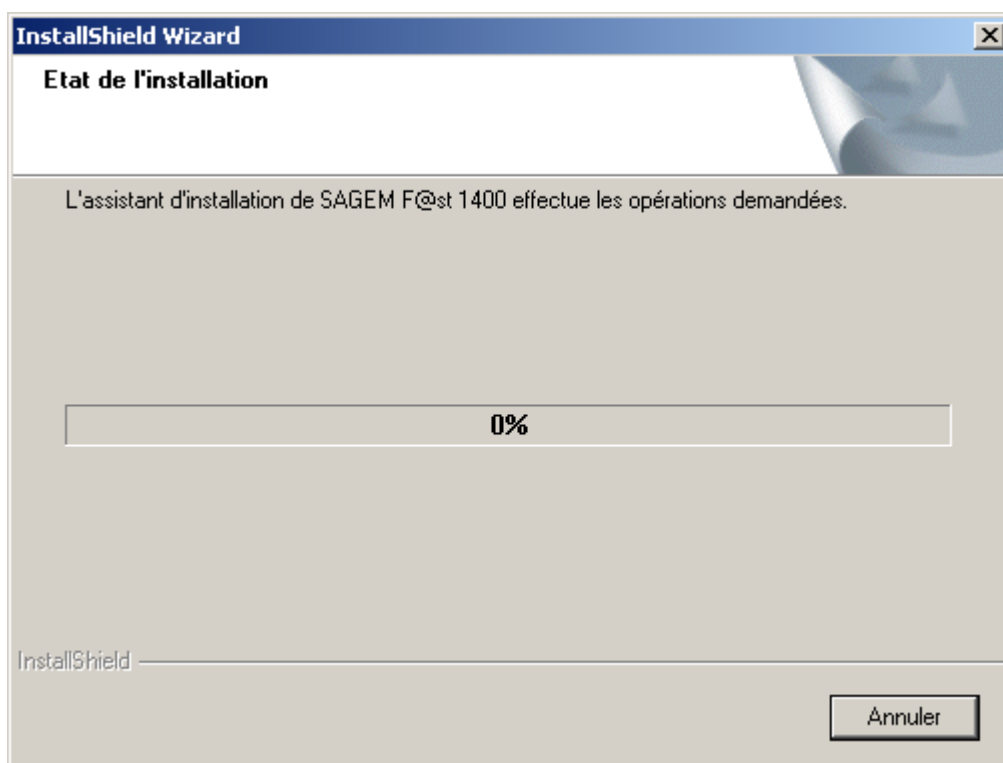 InstallShield Wizard
Etat de l'installation
L'assistant d'installation de SAGEM F@st 1400 effectue les opérations demandées.
0%
InstallShield
Annuler